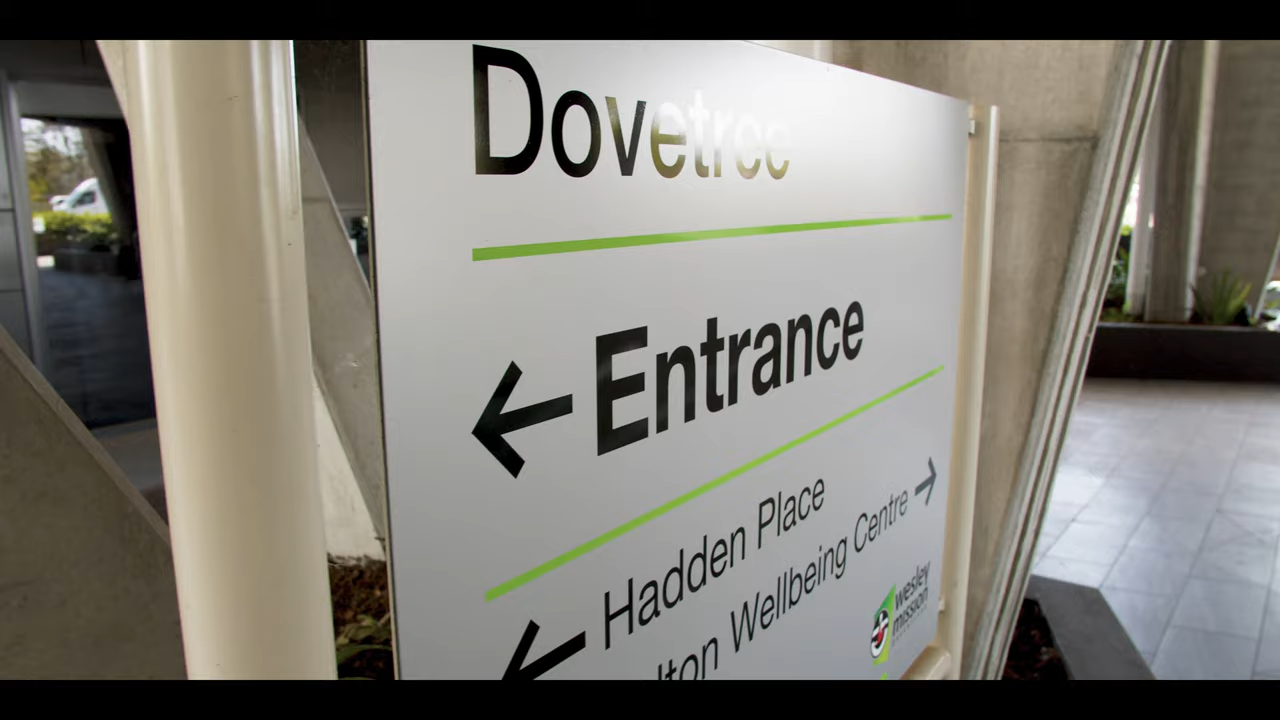 Dovetree
← Entrance
← Hadden Place
Wellbeing Centre →
wesley
mission